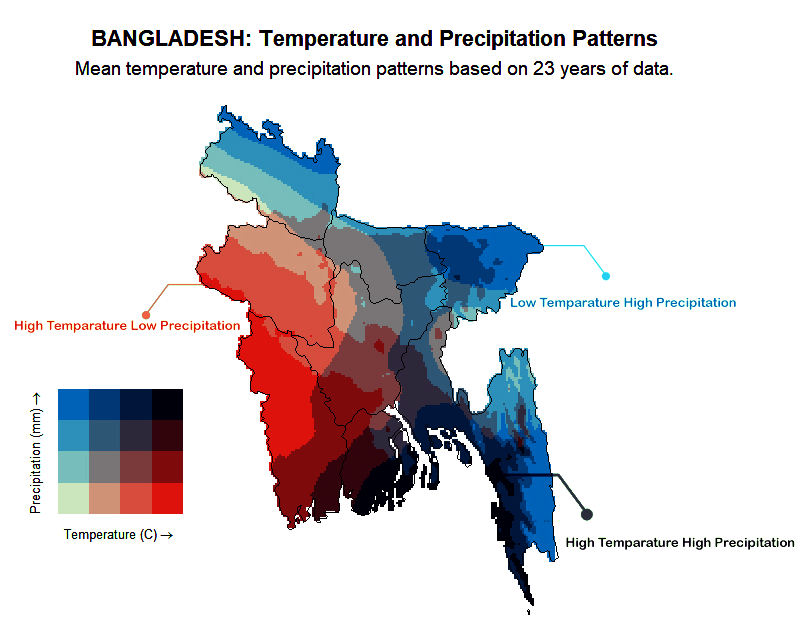 BANGLADESH: Temperature and Precipitation Patterns
Mean temperature and precipitation patterns based on 23 years of data.
Low Temparature High Precipitation
High Temparature Low Precipitation
Precipitation (mm) →
Temperature (C) →
High Temparature High Precipitation